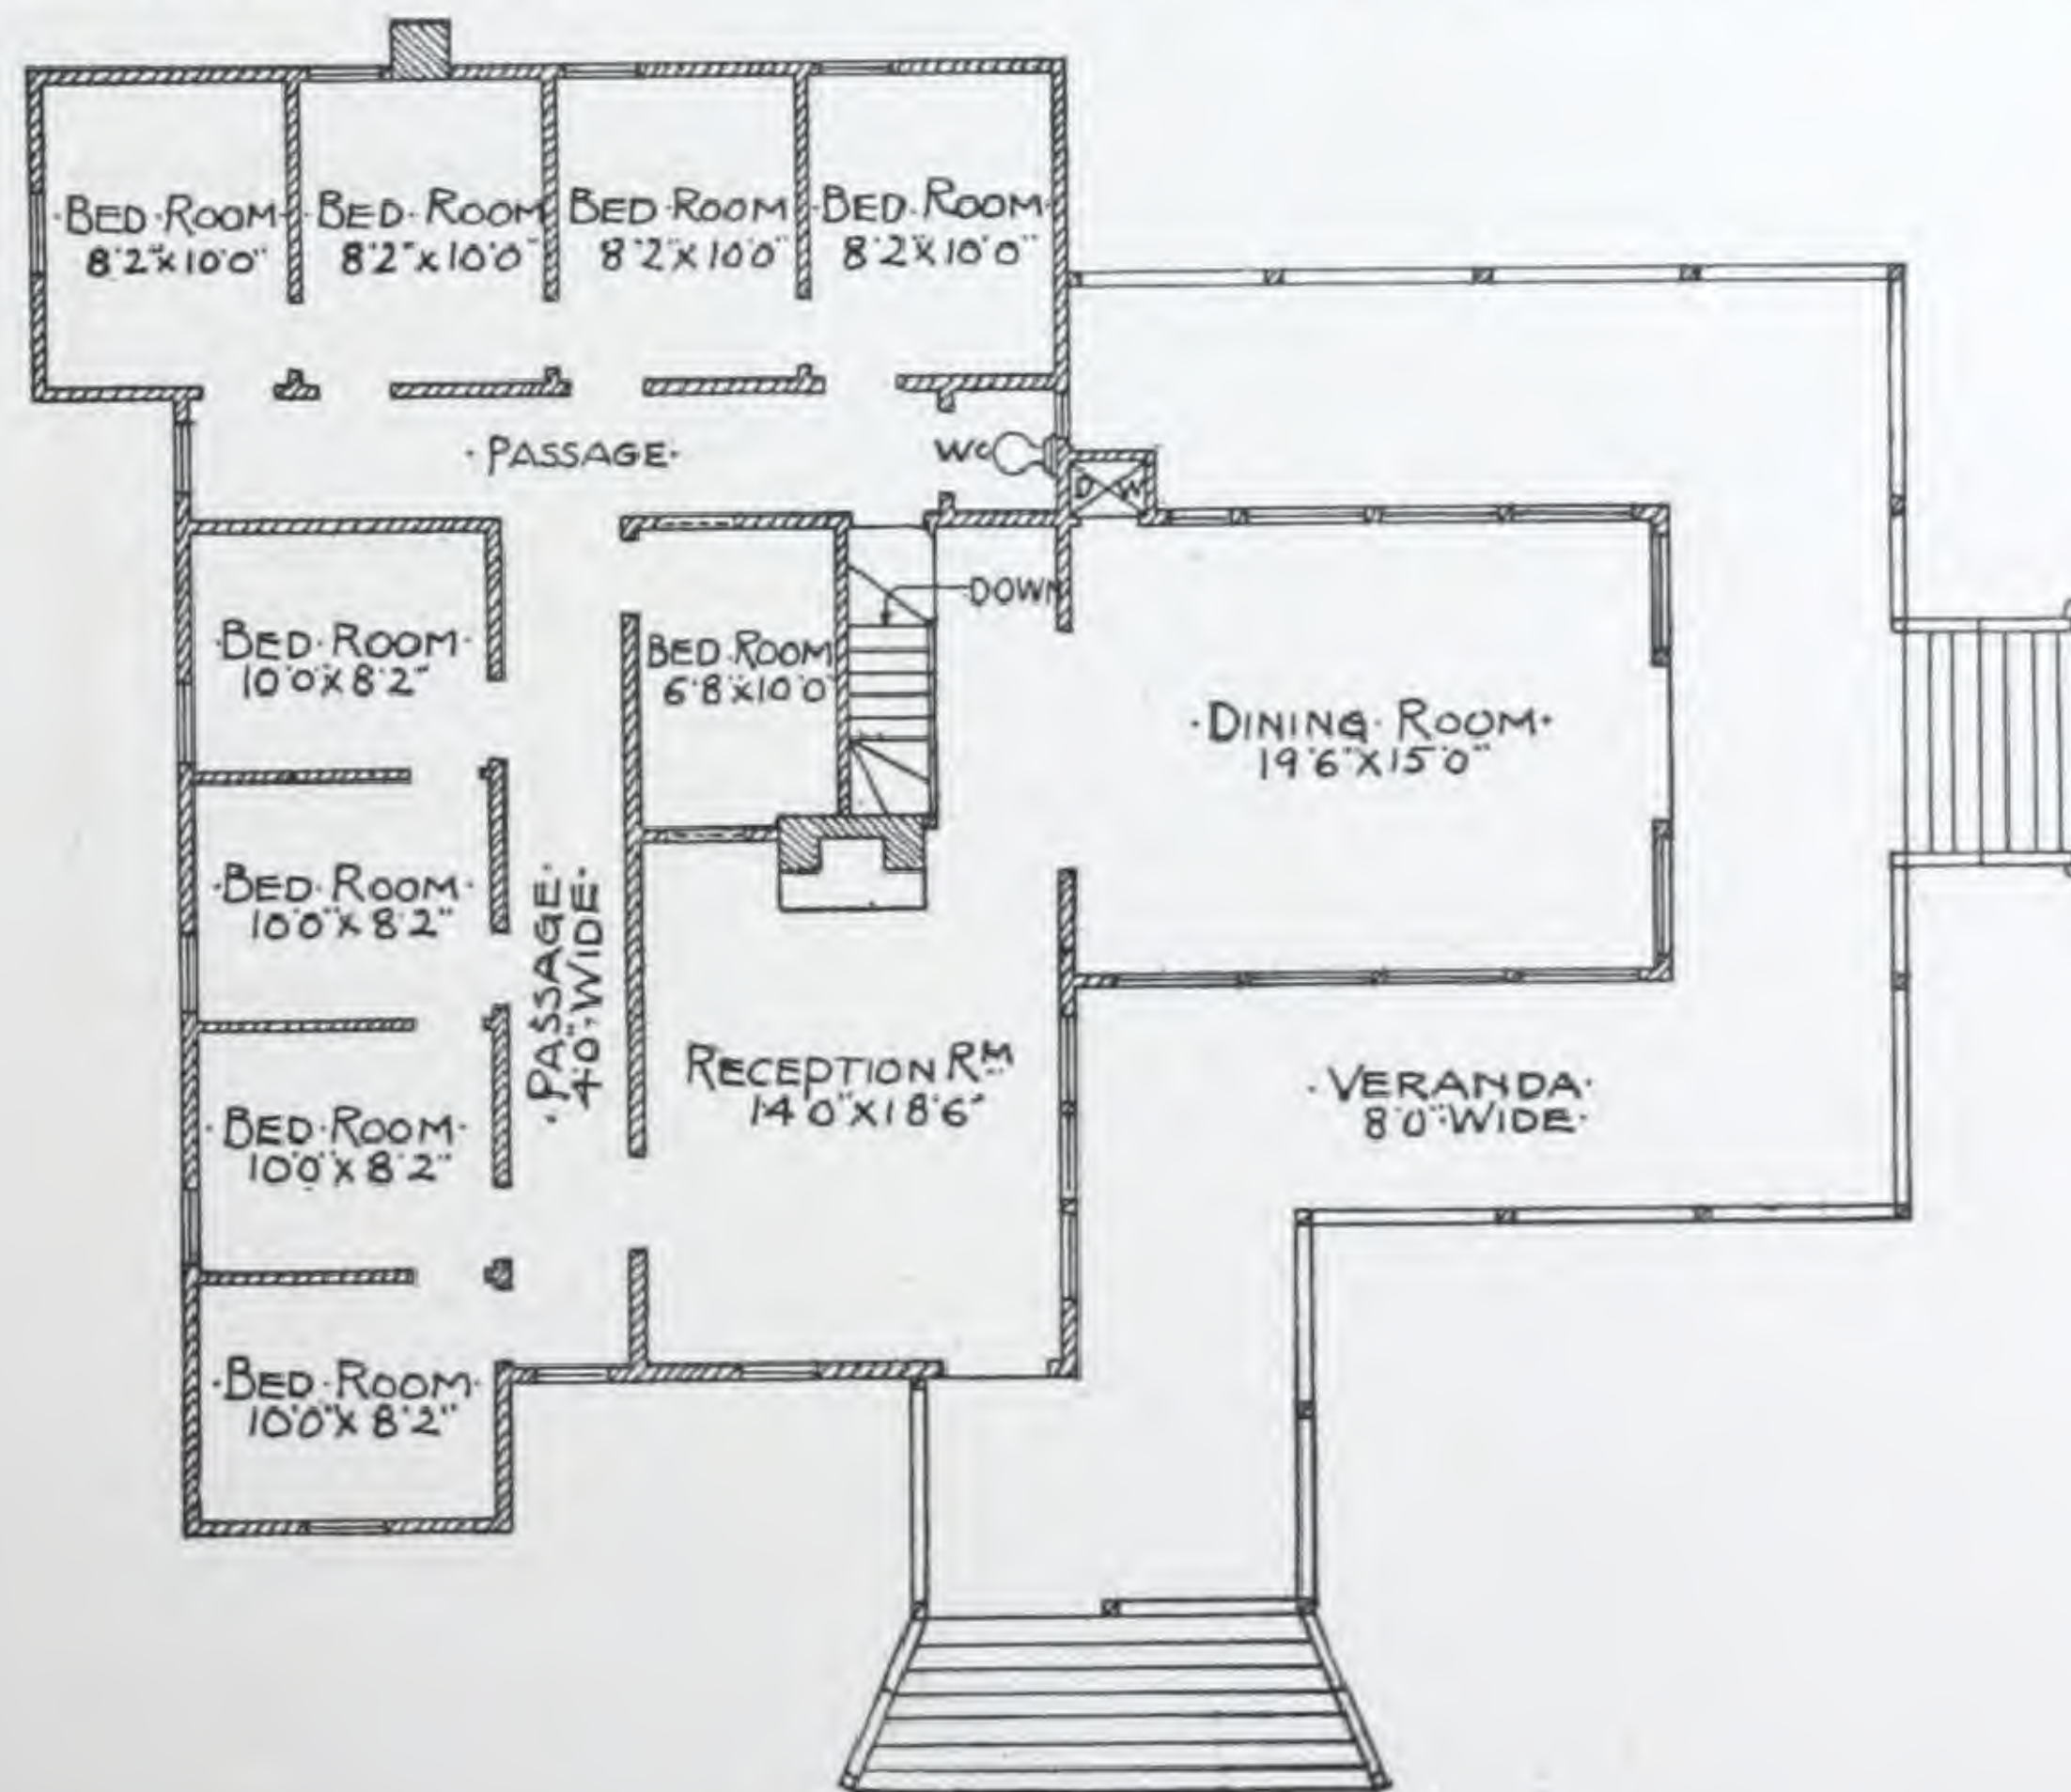 ·BED·ROOM·
8'2"X10'0"
·BED·ROOM
8'2"X10'0"
BED·ROOM
8'2"X10'0"
·BED·ROOM·
8'2"X10'0"
·PASSAGE·
WC
D W
DOWN
·BED·ROOM·
10'0"X8'2"
BED·ROOM
6'8"X10'0"
·DINING·ROOM·
19'6"X15'0"
·BED·ROOM·
10'0"X8'2"
·PASSAGE·
4'0"·WIDE·
RECEPTION RM
14'0"X18'6"
·VERANDA·
8'0"·WIDE·
·BED·ROOM·
10'0"X8'2"
·BED·ROOM·
10'0"X8'2"